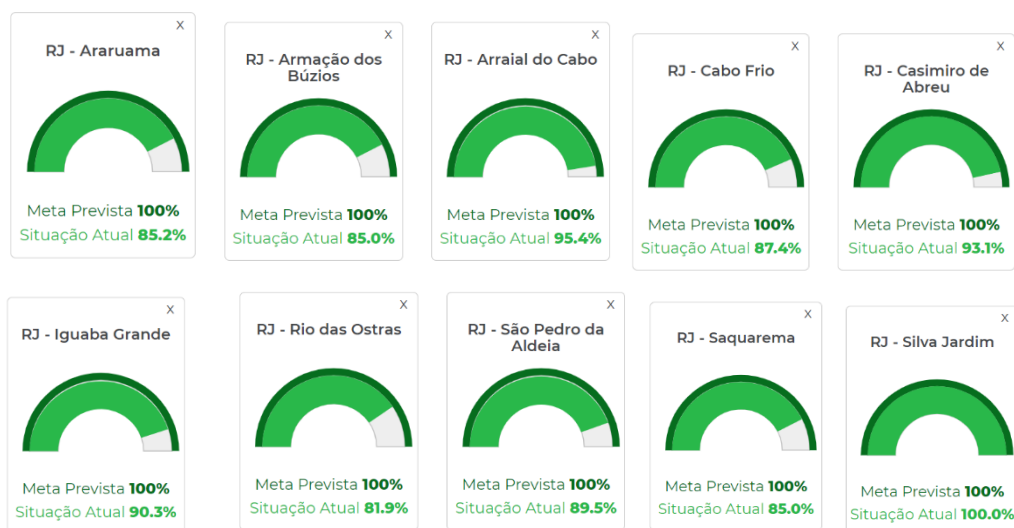 X
RJ - Araruama
Meta Prevista 100%
Situação Atual 85.2%
X
RJ - Armação dos
Búzios
Meta Prevista 100%
Situação Atual 85.0%
X
RJ - Arraial do Cabo
Meta Prevista 100%
Situação Atual 95.4%
X
RJ - Cabo Frio
Meta Prevista 100%
Situação Atual 87.4%
X
RJ - Casimiro de
Abreu
Meta Prevista 100%
Situação Atual 93.1%
X
RJ - Iguaba Grande
Meta Prevista 100%
Situação Atual 90.3%
X
RJ - Rio das Ostras
Meta Prevista 100%
Situação Atual 81.9%
X
RJ - São Pedro da
Aldeia
Meta Prevista 100%
Situação Atual 89.5%
X
RJ - Saquarema
Meta Prevista 100%
Situação Atual 85.0%
X
RJ - Silva Jardim
Meta Prevista 100%
Situação Atual 100.0%